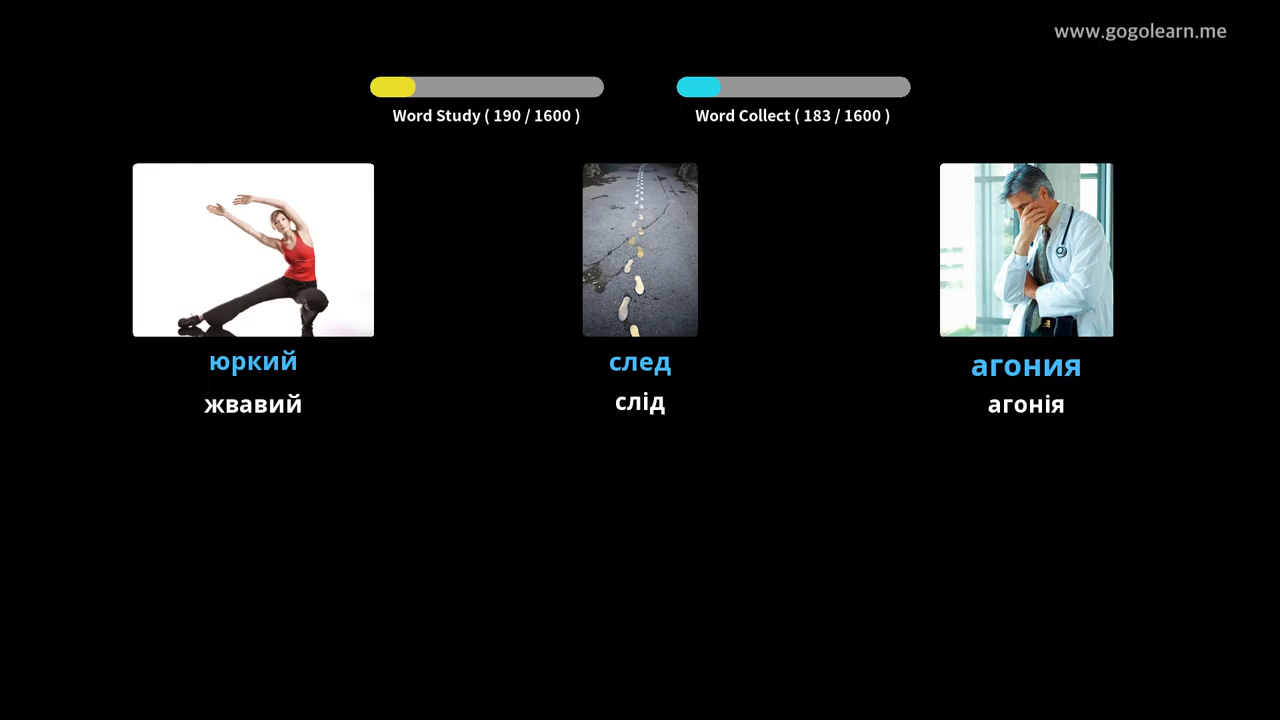 www.gogolearn.me
Word Study ( 190 / 1600 )
Word Collect ( 183 / 1600 )
юркий
след
агония
жвавий
слід
агонія